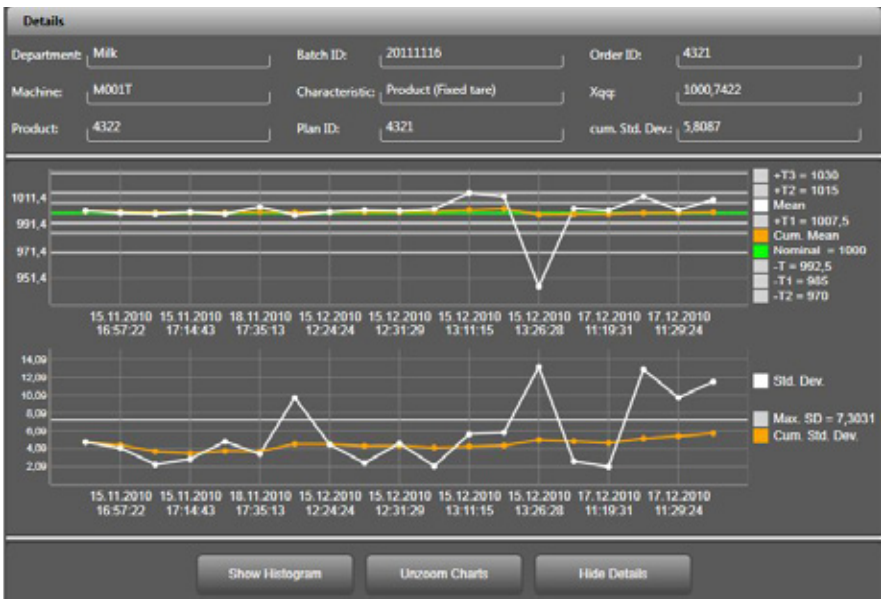 Details
Department: Milk Batch ID: 20111116 Order ID: 4321
Machine: M001T Characteristic: Product (Fixed tare) Xqq: 1000,7422
Product: 4322 Plan ID: 4321 cum. Std. Dev.: 5,8087
1011,4
991,4
971,4
951,4
+T3 = 1030
+T2 = 1015
Mean
+T1 = 1007,5
Cum. Mean
Nominal = 1000
-T = 992,5
-T1 = 985
-T2 = 970
15.11.2010 15.11.2010 18.11.2010 15.12.2010 15.12.2010 15.12.2010 15.12.2010 17.12.2010 17.12.2010
16:57:22 17:14:43 17:35:13 12:24:24 12:31:29 13:11:15 13:26:28 11:19:31 11:29:24
14,09
12,09
10,09
8,09
6,09
4,09
2,09
Std. Dev.
Max. SD = 7,3031
Cum. Std. Dev.
15.11.2010 15.11.2010 18.11.2010 15.12.2010 15.12.2010 15.12.2010 15.12.2010 17.12.2010 17.12.2010
16:57:22 17:14:43 17:35:13 12:24:24 12:31:29 13:11:15 13:26:28 11:19:31 11:29:24
Show Histogram Unzoom Charts Hide Details